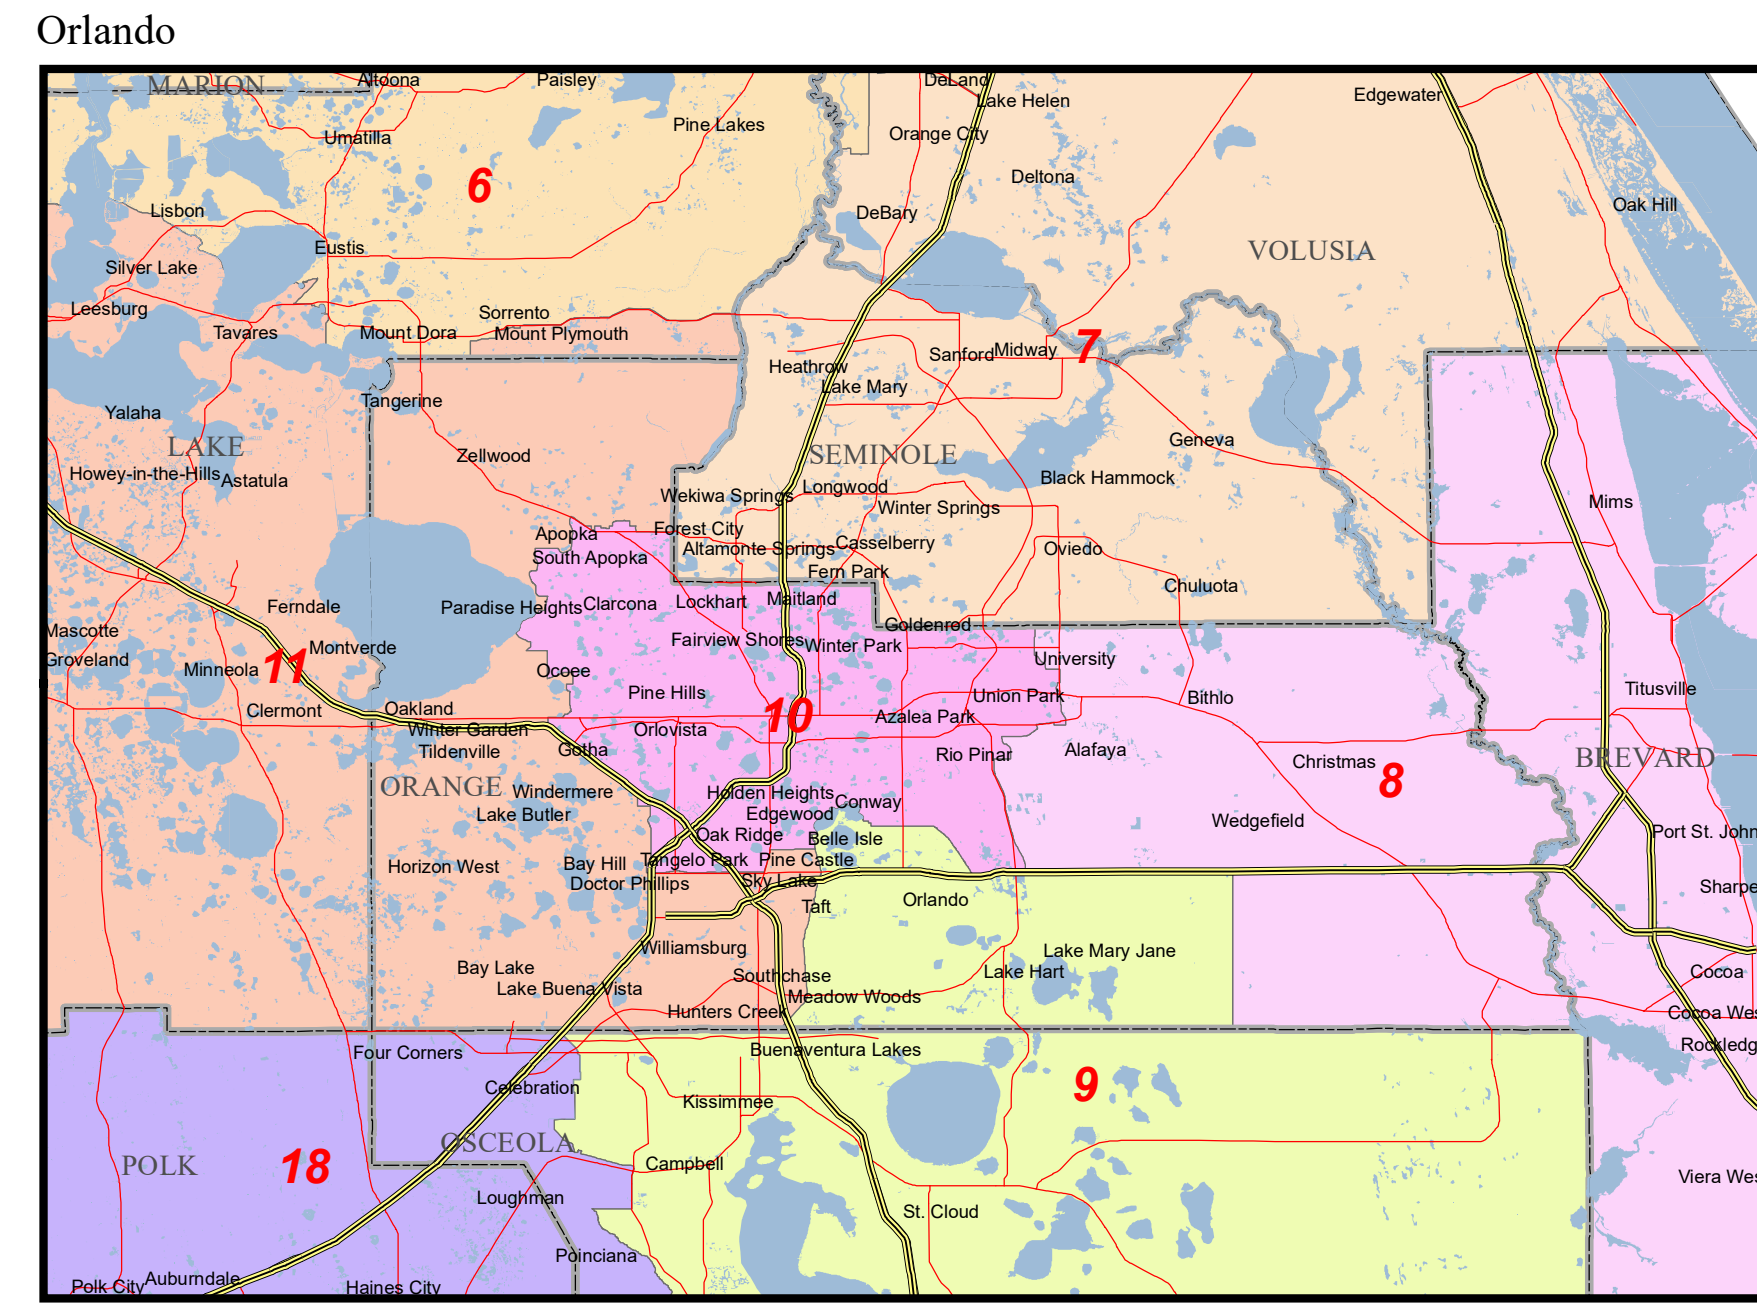 Orlando
MARION
Altoona
Paisley
DeLand
Lake Helen
Edgewater
Pine Lakes
Orange City
Umatilla
6
Deltona
Lisbon
DeBary
Oak Hill
Eustis
VOLUSIA
Silver Lake
Leesburg
Sorrento
Tavares
Mount Dora
Mount Plymouth
7
Sanford
Midway
Heathrow
Lake Mary
Tangerine
Yalaha
LAKE
Geneva
Zellwood
SEMINOLE
Howey-in-the-Hills
Astatula
Black Hammock
Wekiwa Springs
Longwood
Mims
Winter Springs
Apopka
Forest City
Altamonte Springs
Casselberry
Oviedo
South Apopka
Fern Park
Chuluota
Ferndale
Paradise Heights
Clarcona
Lockhart
Maitland
Goldenrod
Mascotte
Fairview Shores
Winter Park
Montverde
Groveland
11
Minneola
Ocoee
University
Pine Hills
Union Park
Bithlo
Titusville
Clermont
Oakland
10
Azalea Park
Winter Garden
Orlovista
Tildenville
Gotha
Rio Pinar
Alafaya
Christmas
BREVARD
ORANGE
8
Windermere
Holden Heights
Conway
Lake Butler
Edgewood
Wedgefield
Oak Ridge
Belle Isle
Port St. John
Horizon West
Bay Hill
Tangelo Park
Pine Castle
Doctor Phillips
Sky Lake
Sharpe
Taft
Orlando
Williamsburg
Lake Mary Jane
Bay Lake
Southchase
Lake Hart
Cocoa
Lake Buena Vista
Meadow Woods
Hunters Creek
Cocoa Wes
Four Corners
Buenaventura Lakes
Rockledg
Celebration
9
Kissimmee
OSCEOLA
POLK
18
Campbell
Viera Wes
Loughman
St. Cloud
Poinciana
Polk City
Auburndale
Haines City